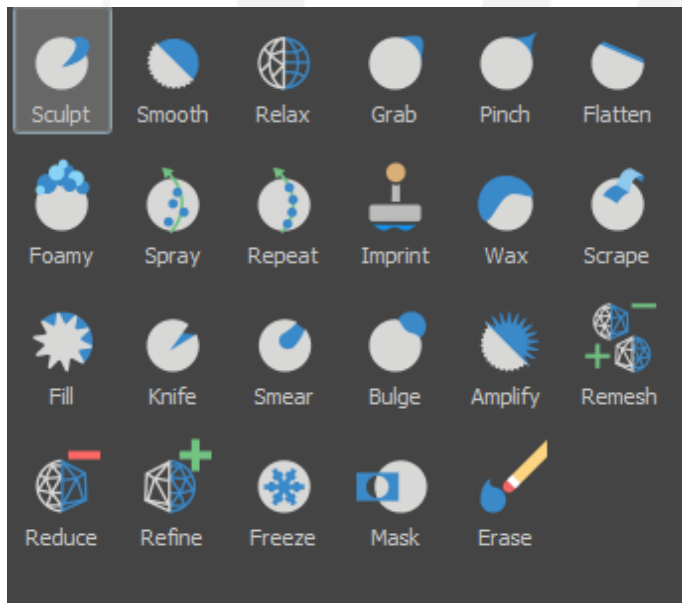 Sculpt Smooth Relax Grab Pinch Flatten
Foamy Spray Repeat Imprint Wax Scrape
Fill Knife Smear Bulge Amplify Remesh
Reduce Refine Freeze Mask Erase